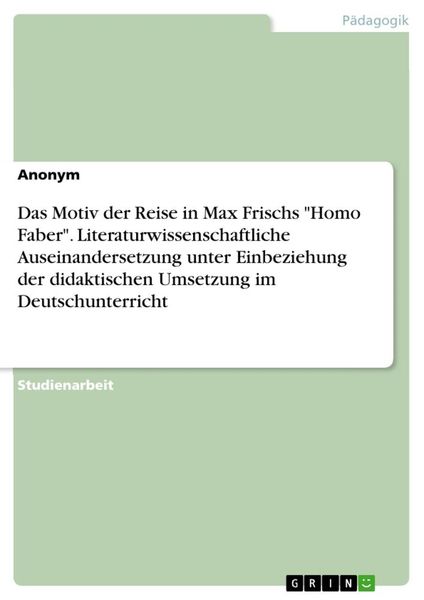 Pädagogik
Anonym
Das Motiv der Reise in Max Frischs "Homo
Faber". Literaturwissenschaftliche
Auseinandersetzung unter Einbeziehung
der didaktischen Umsetzung im
Deutschunterricht
Studienarbeit
GRIN